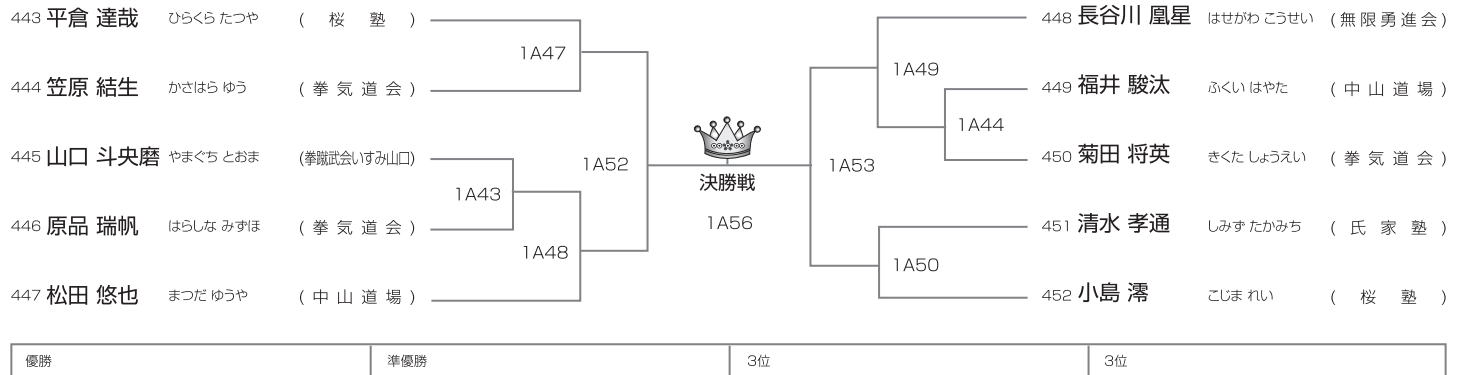 443 平倉 達哉 ひらくら たつや ( 桜 塾 )
1A47
444 笠原 結生 かさはら ゆう ( 拳 気 道 会 )
445 山口 斗央磨 やまぐち とおま (拳蹴武会いすみ山口)
1A43
1A52
446 原品 瑞帆 はらしな みずほ ( 拳 気 道 会 )
1A48
447 松田 悠也 まつだ ゆうや ( 中 山 道 場 )
決勝戦
1A56
448 長谷川 凰星 はせがわ こうせい (無限勇進会)
1A49
449 福井 駿汰 ふくい はやた ( 中 山 道 場 )
1A44
450 菊田 将英 きくた しょうえい ( 拳 気 道 会 )
1A53
451 清水 孝通 しみず たかみち ( 氏 家 塾 )
1A50
452 小島 澪 こじま れい ( 桜 塾 )
優勝 準優勝 3位 3位